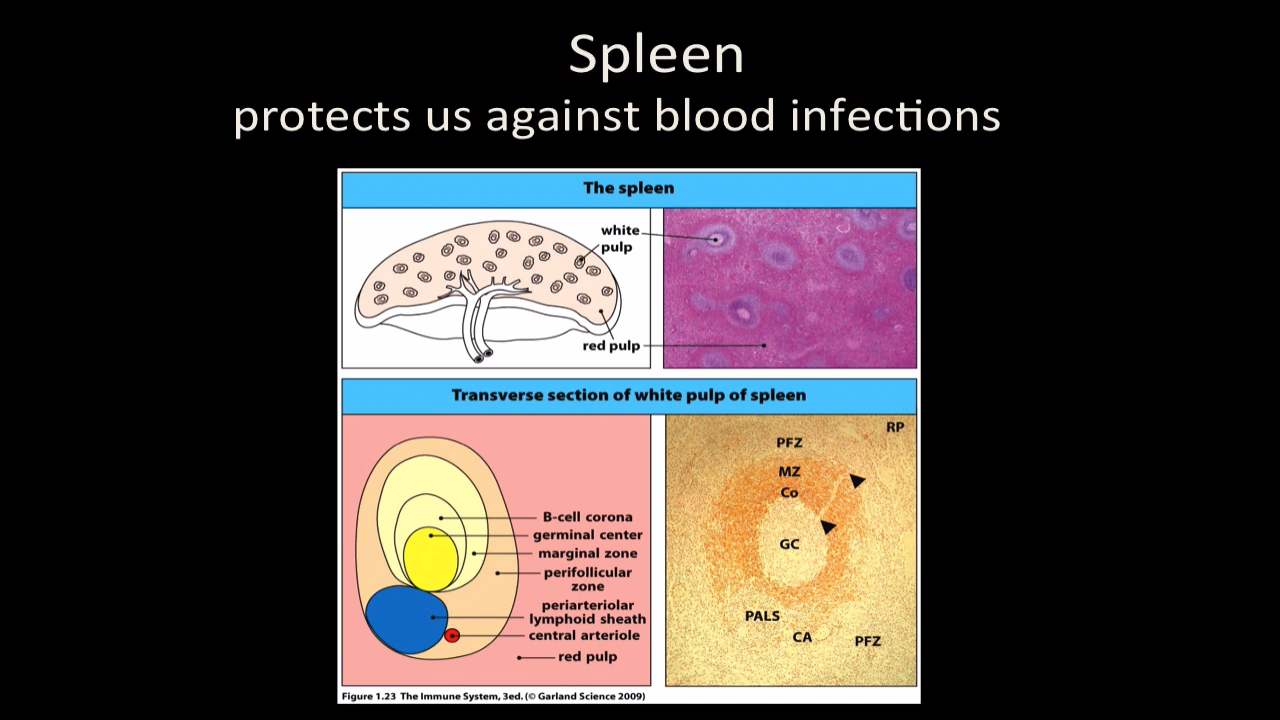 Spleen
protects us against blood infections
The spleen
white
pulp
red pulp
Transverse section of white pulp of spleen
B-cell corona
germinal center
marginal zone
perifollicular
zone
periarteriolar
lymphoid sheath
central arteriole
red pulp
RP
PFZ
MZ
Co
GC
PALS
CA
PFZ
Figure 1.23 The Immune System, 3ed. (© Garland Science 2009)